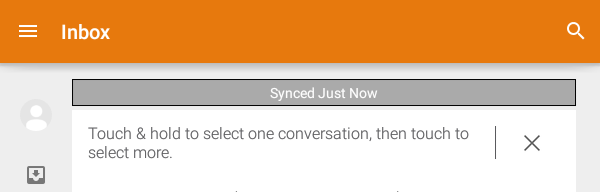 Inbox
Synced Just Now
Touch & hold to select one conversation, then touch to
select more.